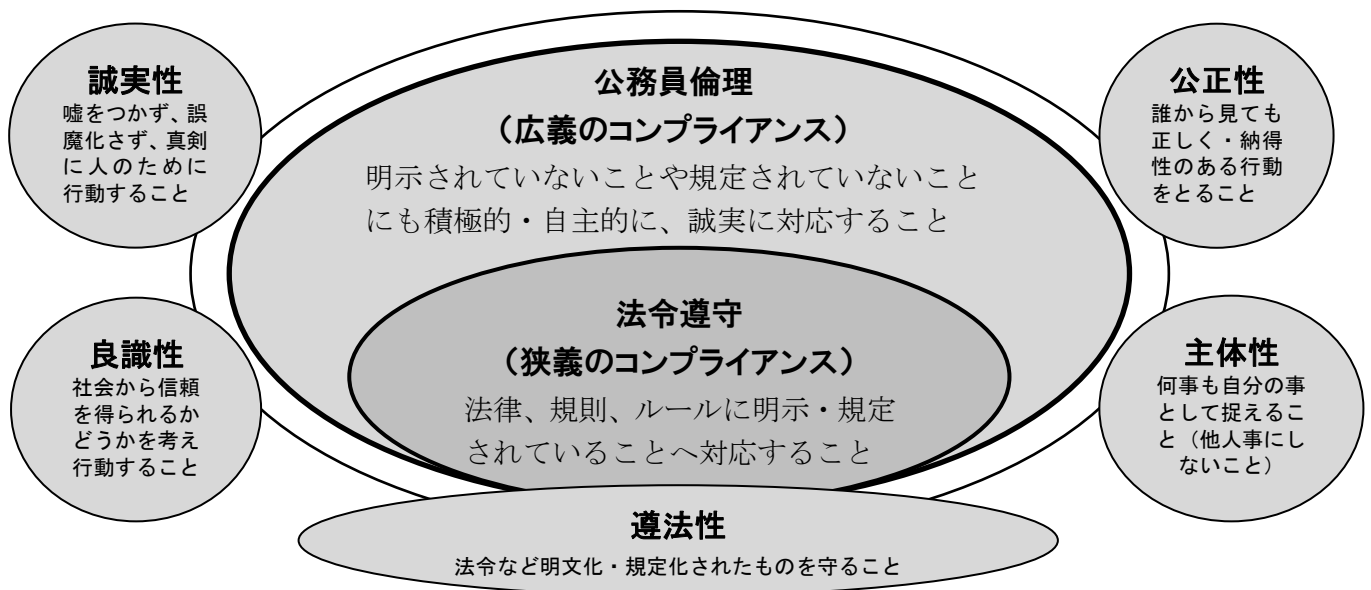 誠実性
嘘をつかず、誤
魔化さず、真剣
に人のために
行動すること
公務員倫理
（広義のコンプライアンス）
明示されていないことや規定されていないこと
にも積極的・自主的に、誠実に対応すること
公正性
誰から見ても
正しく・納得
性のある行動
をとること
良識性
社会から信頼
を得られるか
どうかを考え
行動すること
法令遵守
（狭義のコンプライアンス）
法律、規則、ルールに明示・規定
されていることへ対応すること
主体性
何事も自分の事
として捉えるこ
と（他人事にし
ないこと）
遵法性
法令など明文化・規定化されたものを守ること